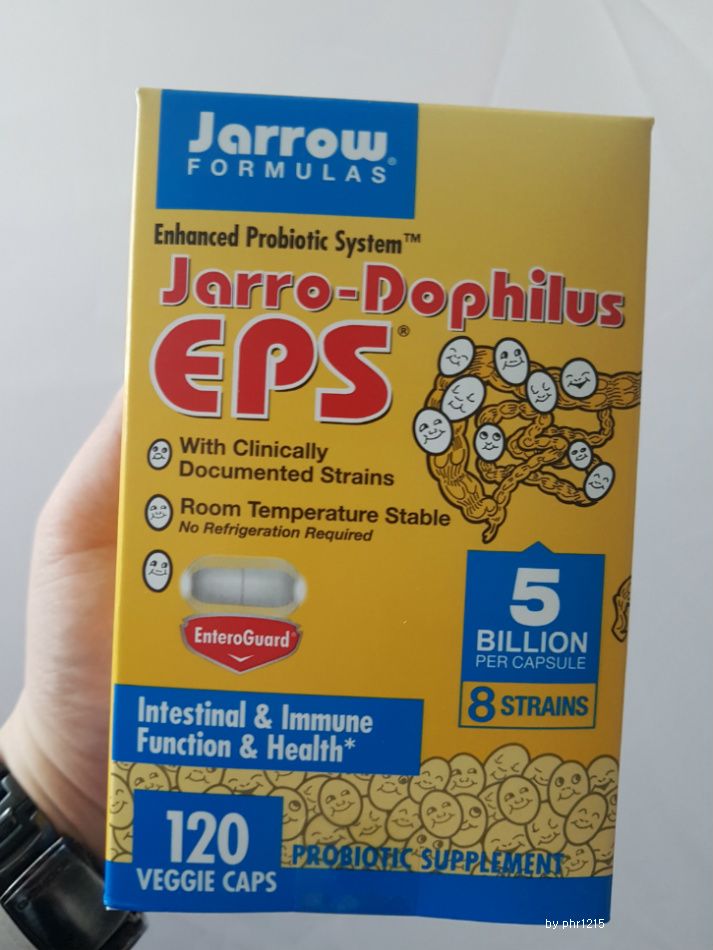 Jarrow
FORMULAS®
Enhanced Probiotic System™
Jarro-Dophilus
EPS®
With Clinically
Documented Strains
Room Temperature Stable
No Refrigeration Required
EnteroGuard®
5
BILLION
PER CAPSULE
8 STRAINS
Intestinal & Immune
Function & Health*
120
VEGGIE CAPS
PROBIOTIC SUPPLEMENT
by phr1215